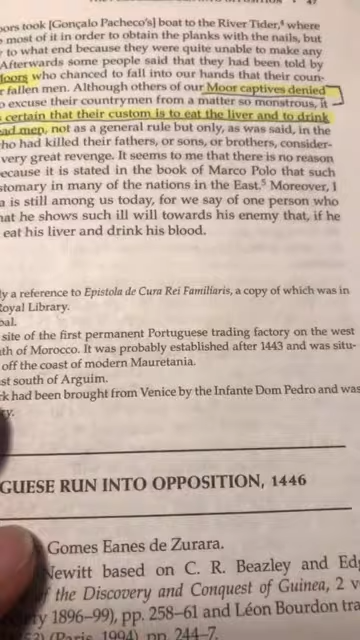 47
oors took [Gonçalo Pacheco's] boat to the River Tider,⁴ where
most of it in order to obtain the planks with the nails, but
to what end because they were quite unable to make any
Afterwards some people said that they had been told by
Moors who chanced to fall into our hands that their coun-
r fallen men. Although others of our Moor captives denied
o excuse their countrymen from a matter so monstrous, it
certain that their custom is to eat the liver and to drink
ead men, not as a general rule but only, as was said, in the
ho had killed their fathers, or sons, or brothers, consider-
very great revenge. It seems to me that there is no reason
ecause it is stated in the book of Marco Polo that such
stomary in many of the nations in the East.⁵ Moreover, I
a is still among us today, for we say of one person who
hat he shows such ill will towards his enemy that, if he
eat his liver and drink his blood.
ly a reference to Epistola de Cura Rei Familiaris, a copy of which was in
Royal Library.
bal.
site of the first permanent Portuguese trading factory on the west
th of Morocco. It was probably established after 1443 and was situ-
off the coast of modern Mauretania.
st south of Arguim.
rk had been brought from Venice by the Infante Dom Pedro and was
ry.
GUESE RUN INTO OPPOSITION, 1446
Gomes Eanes de Zurara.
Newitt based on C. R. Beazley and Edg
f the Discovery and Conquest of Guinea, 2 v
ety 1896–99), pp. 258–61 and Léon Bourdon tra
53) (Paris, 1994) pp. 244–7.